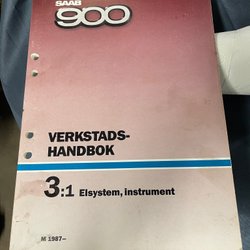 SAAB
900
VERKSTADS-
HANDBOK
3:1 Elsystem, instrument
M 1987–